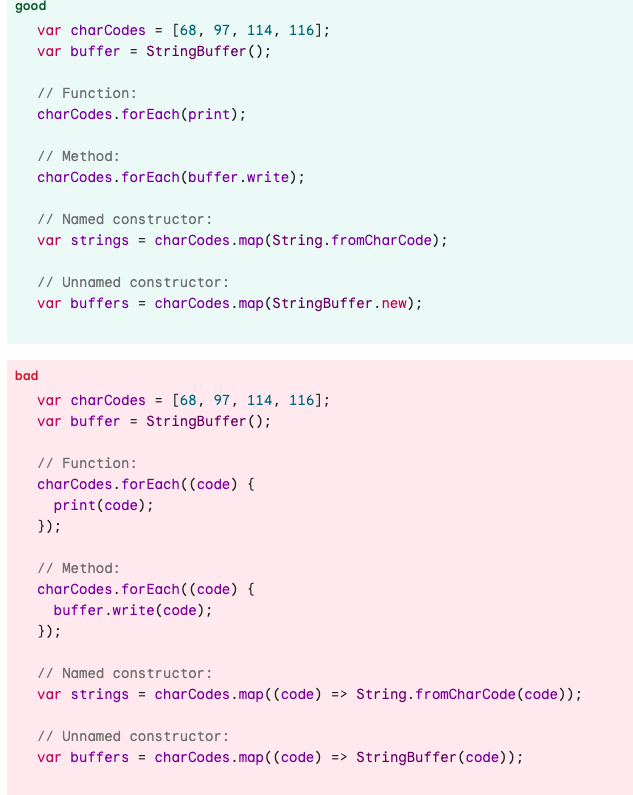 good
var charCodes = [68, 97, 114, 116];
var buffer = StringBuffer();
// Function:
charCodes.forEach(print);
// Method:
charCodes.forEach(buffer.write);
// Named constructor:
var strings = charCodes.map(String.fromCharCode);
// Unnamed constructor:
var buffers = charCodes.map(StringBuffer.new);
bad
var charCodes = [68, 97, 114, 116];
var buffer = StringBuffer();
// Function:
charCodes.forEach((code) {
  print(code);
});
// Method:
charCodes.forEach((code) {
  buffer.write(code);
});
// Named constructor:
var strings = charCodes.map((code) => String.fromCharCode(code));
// Unnamed constructor:
var buffers = charCodes.map((code) => StringBuffer(code));